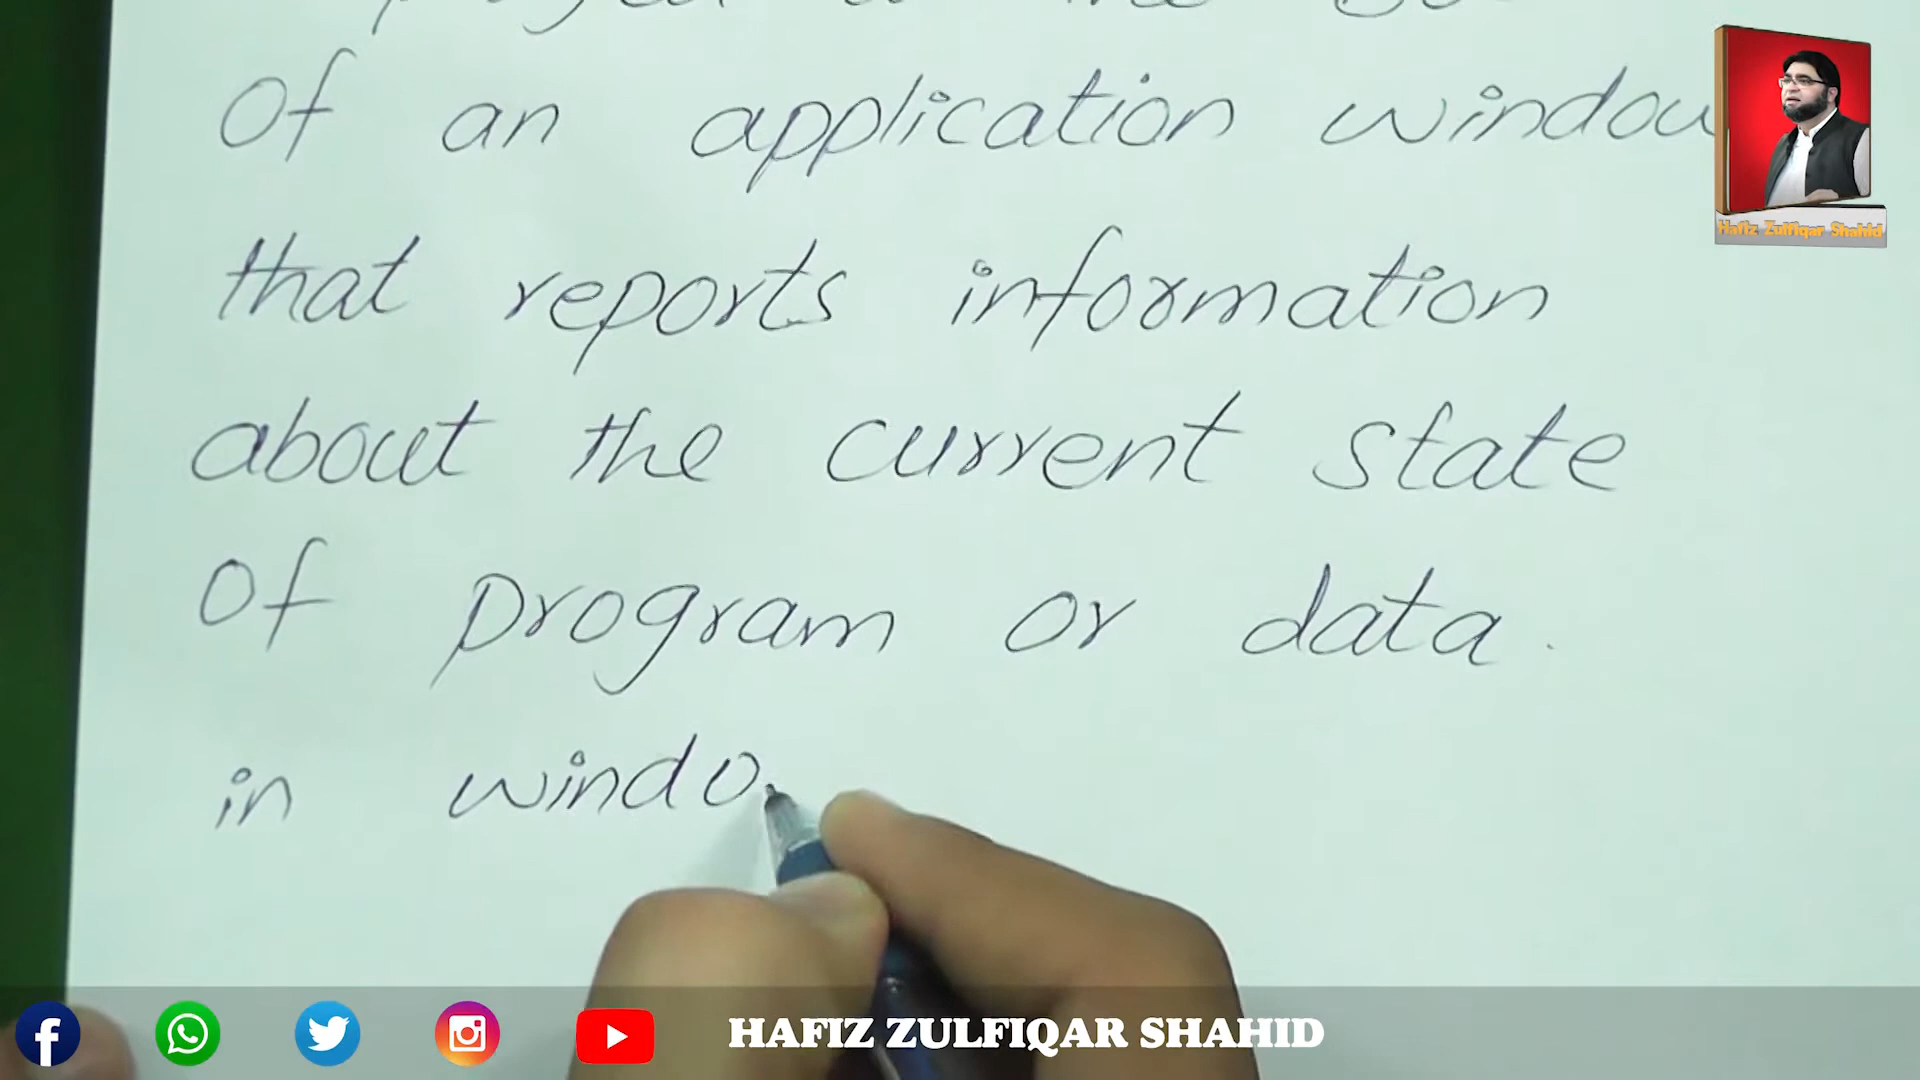 of an application window
that reports information
about the current state
of program or data.
in windo
Hafiz Zulfiqar Shahid
HAFIZ ZULFIQAR SHAHID